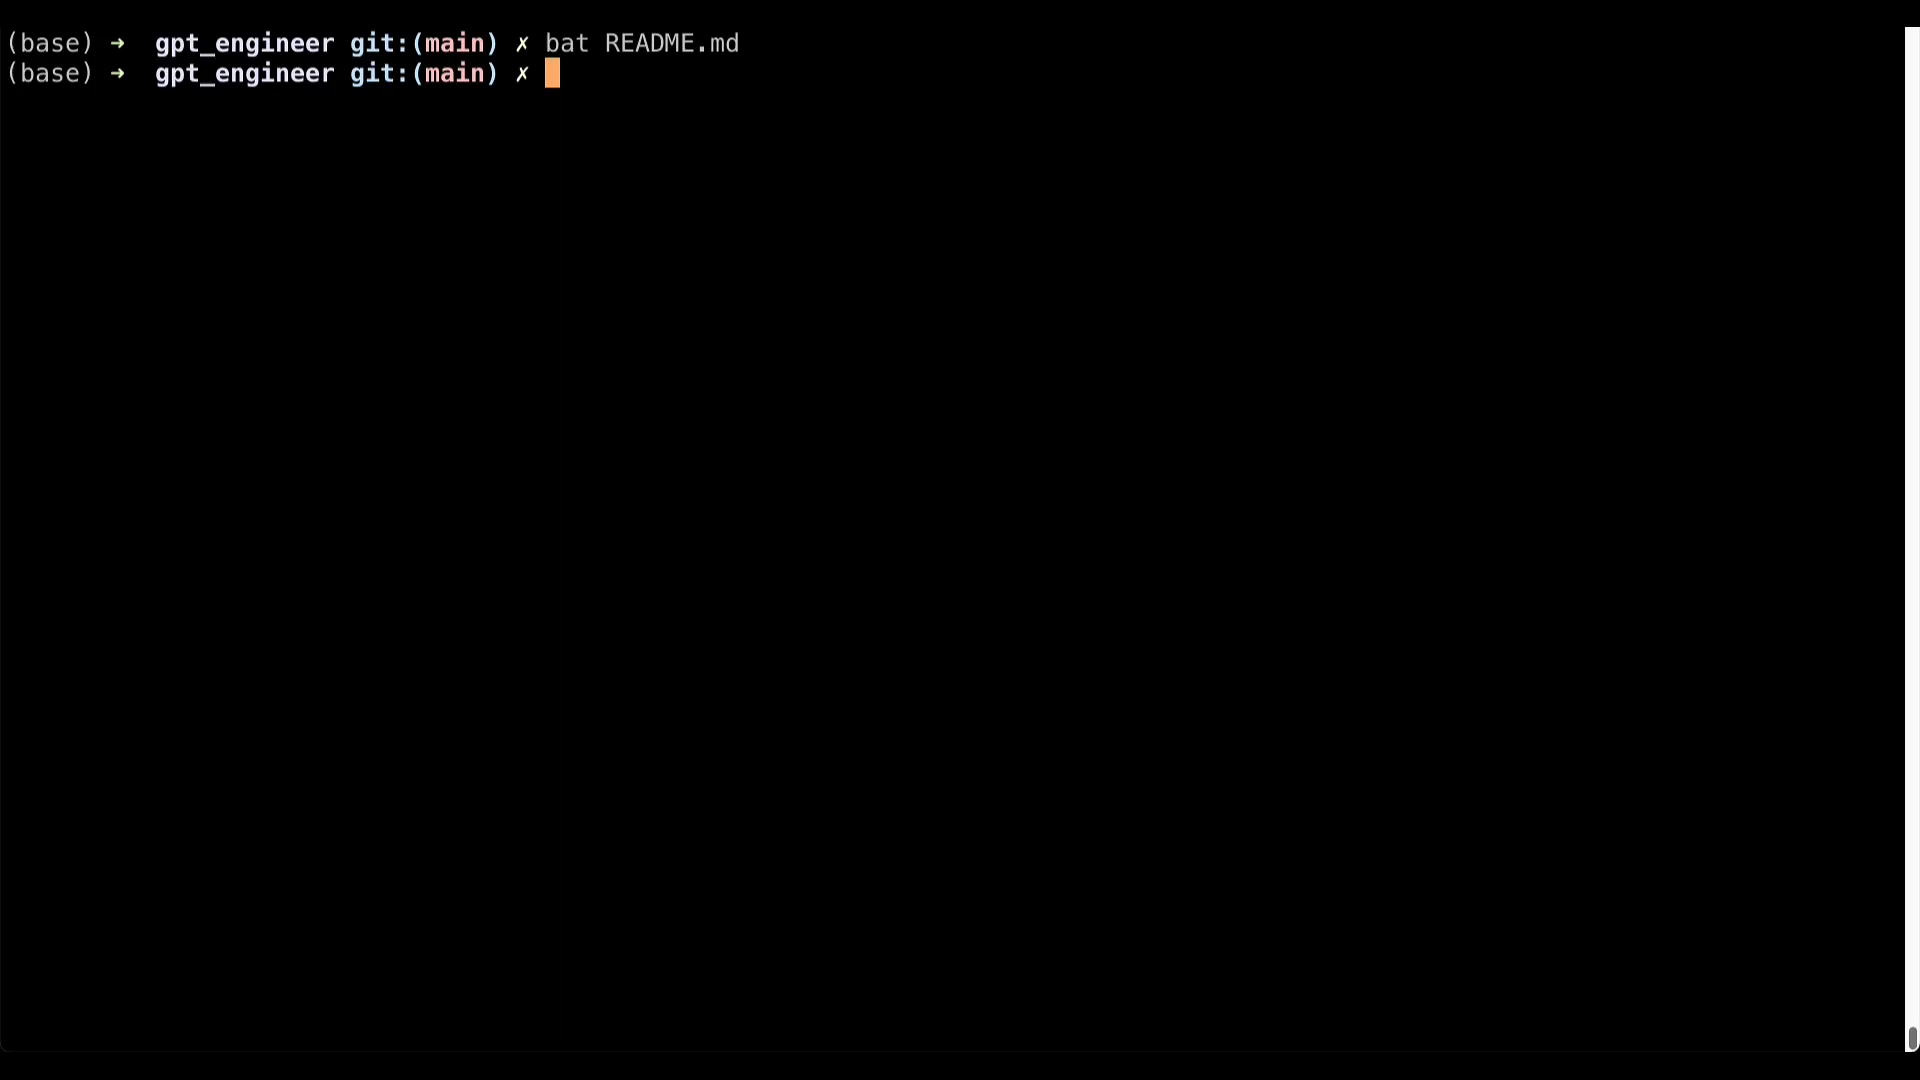 (base) ➜  gpt_engineer git:(main) ✗ bat README.md
(base) ➜  gpt_engineer git:(main) ✗